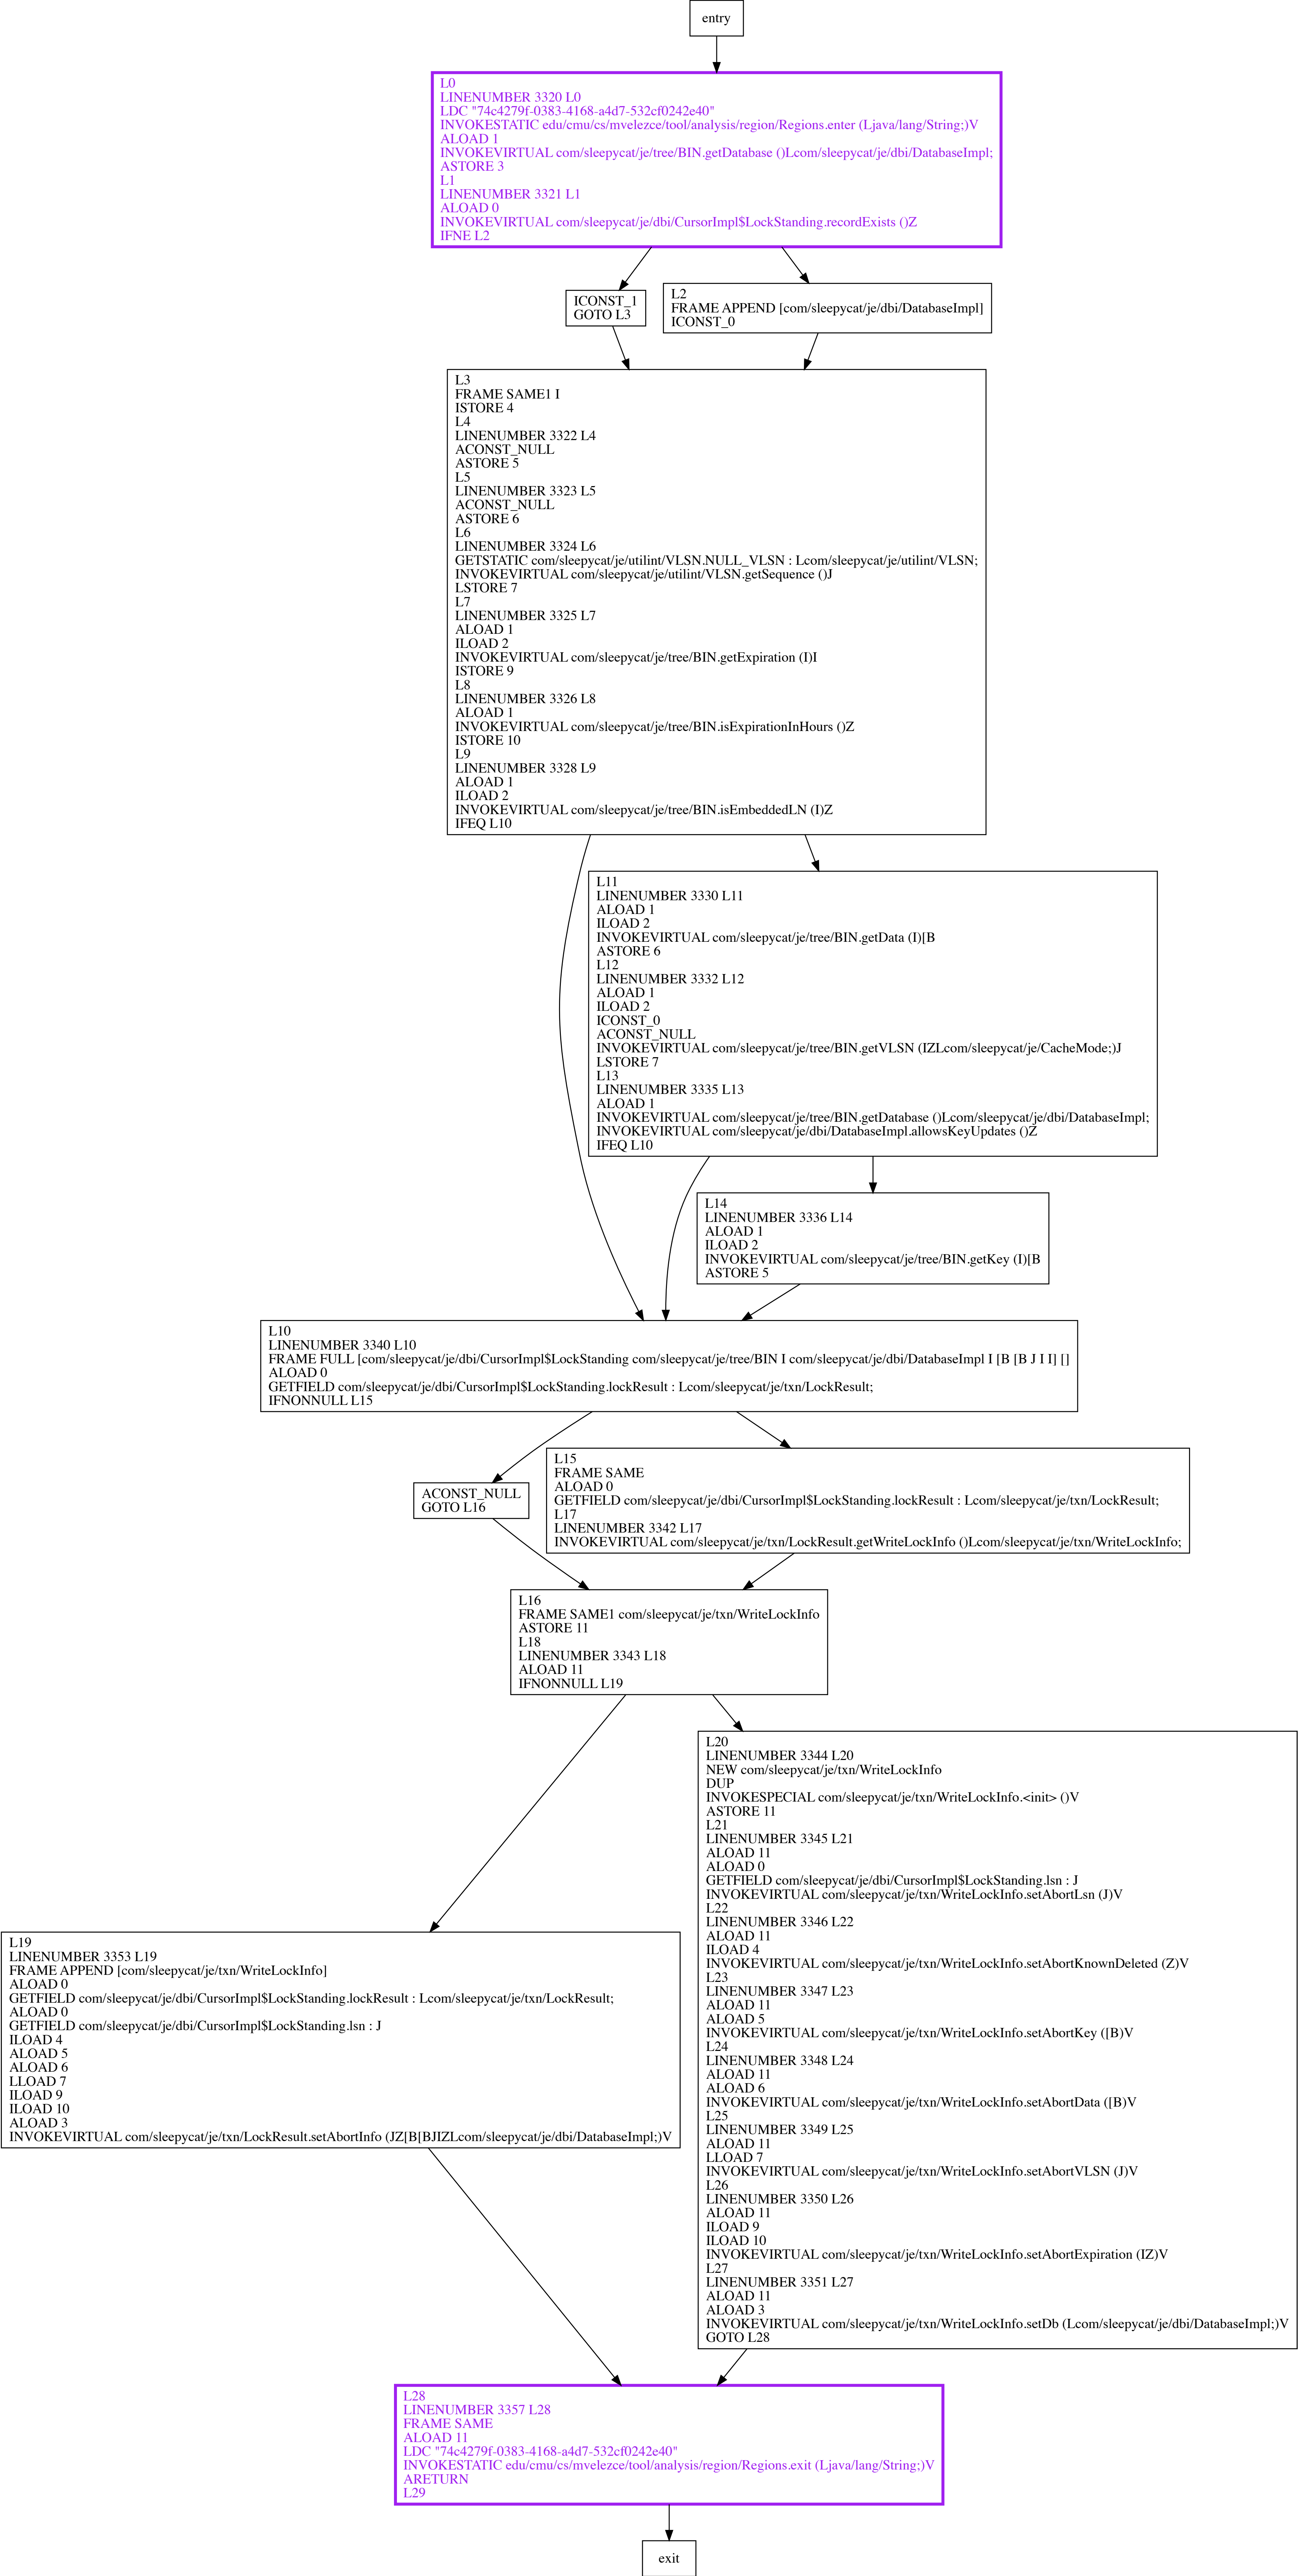 entry
L0
LINENUMBER 3320 L0
LDC "74c4279f-0383-4168-a4d7-532cf0242e40"
INVOKESTATIC edu/cmu/cs/mvelezce/tool/analysis/region/Regions.enter (Ljava/lang/String;)V
ALOAD 1
INVOKEVIRTUAL com/sleepycat/je/tree/BIN.getDatabase ()Lcom/sleepycat/je/dbi/DatabaseImpl;
ASTORE 3
L1
LINENUMBER 3321 L1
ALOAD 0
INVOKEVIRTUAL com/sleepycat/je/dbi/CursorImpl$LockStanding.recordExists ()Z
IFNE L2
ICONST_1
GOTO L3
L2
FRAME APPEND [com/sleepycat/je/dbi/DatabaseImpl]
ICONST_0
L3
FRAME SAME1 I
ISTORE 4
L4
LINENUMBER 3322 L4
ACONST_NULL
ASTORE 5
L5
LINENUMBER 3323 L5
ACONST_NULL
ASTORE 6
L6
LINENUMBER 3324 L6
GETSTATIC com/sleepycat/je/utilint/VLSN.NULL_VLSN : Lcom/sleepycat/je/utilint/VLSN;
INVOKEVIRTUAL com/sleepycat/je/utilint/VLSN.getSequence ()J
LSTORE 7
L7
LINENUMBER 3325 L7
ALOAD 1
ILOAD 2
INVOKEVIRTUAL com/sleepycat/je/tree/BIN.getExpiration (I)I
ISTORE 9
L8
LINENUMBER 3326 L8
ALOAD 1
INVOKEVIRTUAL com/sleepycat/je/tree/BIN.isExpirationInHours ()Z
ISTORE 10
L9
LINENUMBER 3328 L9
ALOAD 1
ILOAD 2
INVOKEVIRTUAL com/sleepycat/je/tree/BIN.isEmbeddedLN (I)Z
IFEQ L10
L11
LINENUMBER 3330 L11
ALOAD 1
ILOAD 2
INVOKEVIRTUAL com/sleepycat/je/tree/BIN.getData (I)[B
ASTORE 6
L12
LINENUMBER 3332 L12
ALOAD 1
ILOAD 2
ICONST_0
ACONST_NULL
INVOKEVIRTUAL com/sleepycat/je/tree/BIN.getVLSN (IZLcom/sleepycat/je/CacheMode;)J
LSTORE 7
L13
LINENUMBER 3335 L13
ALOAD 1
INVOKEVIRTUAL com/sleepycat/je/tree/BIN.getDatabase ()Lcom/sleepycat/je/dbi/DatabaseImpl;
INVOKEVIRTUAL com/sleepycat/je/dbi/DatabaseImpl.allowsKeyUpdates ()Z
IFEQ L10
L14
LINENUMBER 3336 L14
ALOAD 1
ILOAD 2
INVOKEVIRTUAL com/sleepycat/je/tree/BIN.getKey (I)[B
ASTORE 5
L10
LINENUMBER 3340 L10
FRAME FULL [com/sleepycat/je/dbi/CursorImpl$LockStanding com/sleepycat/je/tree/BIN I com/sleepycat/je/dbi/DatabaseImpl I [B [B J I I] []
ALOAD 0
GETFIELD com/sleepycat/je/dbi/CursorImpl$LockStanding.lockResult : Lcom/sleepycat/je/txn/LockResult;
IFNONNULL L15
ACONST_NULL
GOTO L16
L15
FRAME SAME
ALOAD 0
GETFIELD com/sleepycat/je/dbi/CursorImpl$LockStanding.lockResult : Lcom/sleepycat/je/txn/LockResult;
L17
LINENUMBER 3342 L17
INVOKEVIRTUAL com/sleepycat/je/txn/LockResult.getWriteLockInfo ()Lcom/sleepycat/je/txn/WriteLockInfo;
L16
FRAME SAME1 com/sleepycat/je/txn/WriteLockInfo
ASTORE 11
L18
LINENUMBER 3343 L18
ALOAD 11
IFNONNULL L19
L20
LINENUMBER 3344 L20
NEW com/sleepycat/je/txn/WriteLockInfo
DUP
INVOKESPECIAL com/sleepycat/je/txn/WriteLockInfo.<init> ()V
ASTORE 11
L21
LINENUMBER 3345 L21
ALOAD 11
ALOAD 0
GETFIELD com/sleepycat/je/dbi/CursorImpl$LockStanding.lsn : J
INVOKEVIRTUAL com/sleepycat/je/txn/WriteLockInfo.setAbortLsn (J)V
L22
LINENUMBER 3346 L22
ALOAD 11
ILOAD 4
INVOKEVIRTUAL com/sleepycat/je/txn/WriteLockInfo.setAbortKnownDeleted (Z)V
L23
LINENUMBER 3347 L23
ALOAD 11
ALOAD 5
INVOKEVIRTUAL com/sleepycat/je/txn/WriteLockInfo.setAbortKey ([B)V
L24
LINENUMBER 3348 L24
ALOAD 11
ALOAD 6
INVOKEVIRTUAL com/sleepycat/je/txn/WriteLockInfo.setAbortData ([B)V
L25
LINENUMBER 3349 L25
ALOAD 11
LLOAD 7
INVOKEVIRTUAL com/sleepycat/je/txn/WriteLockInfo.setAbortVLSN (J)V
L26
LINENUMBER 3350 L26
ALOAD 11
ILOAD 9
ILOAD 10
INVOKEVIRTUAL com/sleepycat/je/txn/WriteLockInfo.setAbortExpiration (IZ)V
L27
LINENUMBER 3351 L27
ALOAD 11
ALOAD 3
INVOKEVIRTUAL com/sleepycat/je/txn/WriteLockInfo.setDb (Lcom/sleepycat/je/dbi/DatabaseImpl;)V
GOTO L28
L19
LINENUMBER 3353 L19
FRAME APPEND [com/sleepycat/je/txn/WriteLockInfo]
ALOAD 0
GETFIELD com/sleepycat/je/dbi/CursorImpl$LockStanding.lockResult : Lcom/sleepycat/je/txn/LockResult;
ALOAD 0
GETFIELD com/sleepycat/je/dbi/CursorImpl$LockStanding.lsn : J
ILOAD 4
ALOAD 5
ALOAD 6
LLOAD 7
ILOAD 9
ILOAD 10
ALOAD 3
INVOKEVIRTUAL com/sleepycat/je/txn/LockResult.setAbortInfo (JZ[B[BJIZLcom/sleepycat/je/dbi/DatabaseImpl;)V
L28
LINENUMBER 3357 L28
FRAME SAME
ALOAD 11
LDC "74c4279f-0383-4168-a4d7-532cf0242e40"
INVOKESTATIC edu/cmu/cs/mvelezce/tool/analysis/region/Regions.exit (Ljava/lang/String;)V
ARETURN
L29
exit